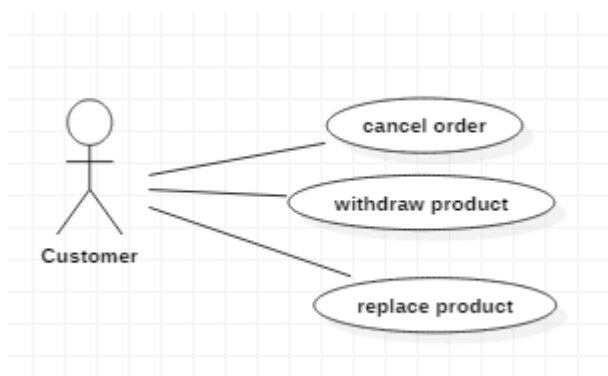 cancel order
withdraw product
Customer
replace product